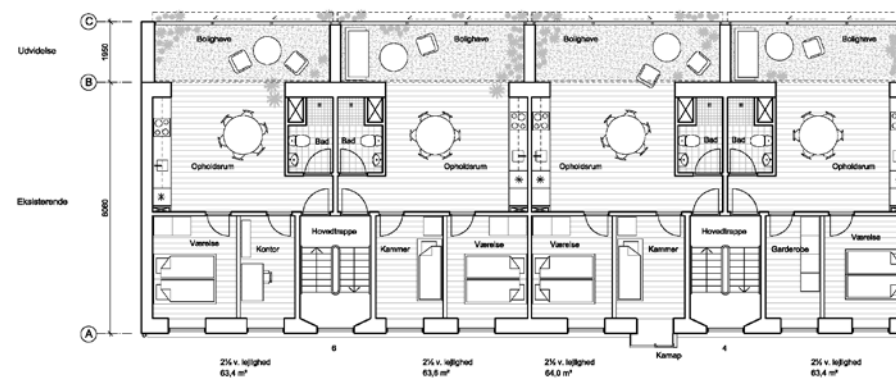 C
Udvidelse
1950
Bolighave
Bolighave
Bolighave
Bolighave
B
Bad
Bad
Bad
Bad
Opholdsrum
Opholdsrum
Opholdsrum
Opholdsrum
Eksisterende
8080
Værelse
Kontor
Hovedtrappe
Kammer
Værelse
Værelse
Kammer
Hovedtrappe
Garderobe
Værelse
A
6
Karnap
4
2½ v. lejlighed
63,4 m²
2½ v. lejlighed
63,6 m²
2½ v. lejlighed
64,0 m²
2½ v. lejlighed
63,4 m²